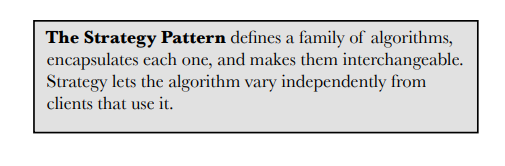 The Strategy Pattern defines a family of algorithms,
encapsulates each one, and makes them interchangeable.
Strategy lets the algorithm vary independently from
clients that use it.